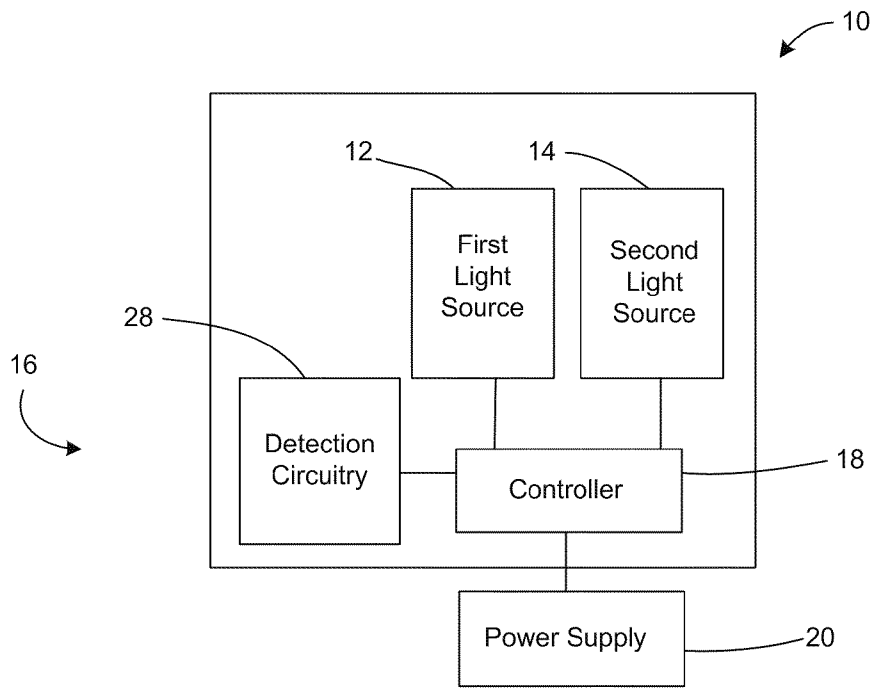 10
12
14
First
Light
Source
Second
Light
Source
28
16
Detection
Circuitry
Controller
18
Power Supply
20